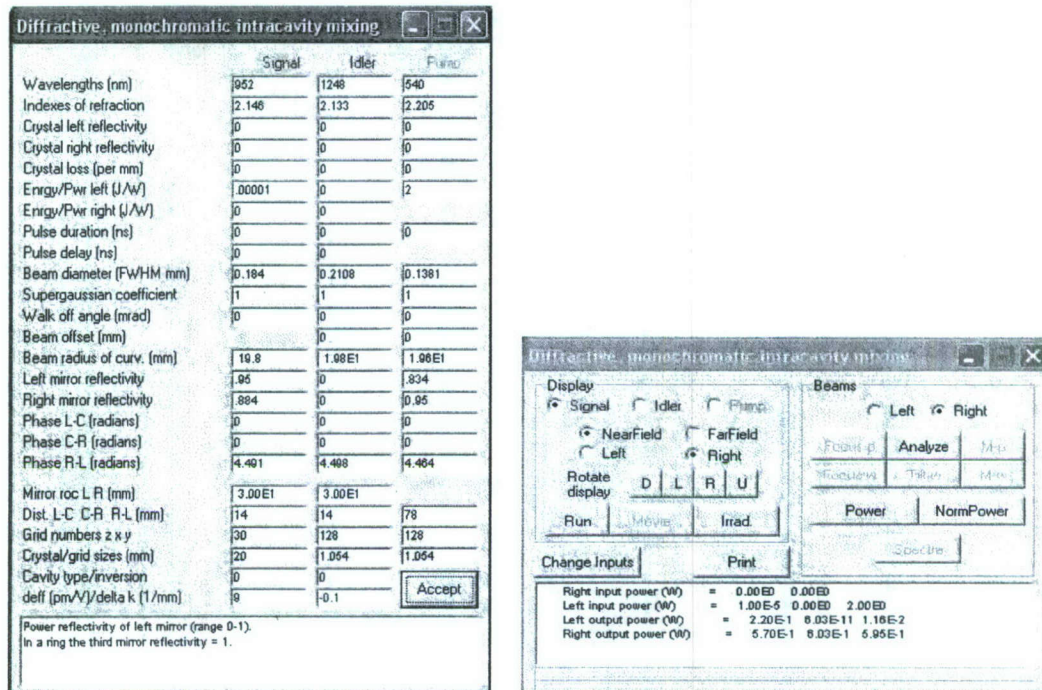 Diffractive, monochromatic intracavity mixing
Signal Idler Pump
Wavelengths (nm) 952 1248 540
Indexes of refraction 2.146 2.133 2.205
Crystal left reflectivity 0 0 0
Crystal right reflectivity 0 0 0
Crystal loss (per mm) 0 0 0
Enrgy/Pwr left (J/W) .00001 0 2
Enrgy/Pwr right (J/W) 0 0
Pulse duration (ns) 0 0 0
Pulse delay (ns) 0 0
Beam diameter (FWHM mm) 0.184 0.2108 0.1381
Supergaussian coefficient 1 1 1
Walk off angle (mrad) 0 0 0
Beam offset (mm) 0 0
Beam radius of curv. (mm) 19.8 1.98E1 1.96E1
Left mirror reflectivity .95 0 .834
Right mirror reflectivity .884 0 0.95
Phase L-C (radians) 0 0 0
Phase C-R (radians) 0 0 0
Phase R-L (radians) 4.491 4.498 4.464
Mirror roc L R (mm) 3.00E1 3.00E1
Dist. L-C C-R R-L (mm) 14 14 78
Grid numbers z x y 30 128 128
Crystal/grid sizes (mm) 20 1.054 1.054
Cavity type/inversion 0 0
deff (pm/V)/delta k (1/mm) 9 -0.1
Accept
Power reflectivity of left mirror (range 0-1).
In a ring the third mirror reflectivity = 1.
Diffractive, monochromatic intracavity mixing
Display
Signal Idler Pump
NearField FarField
Left Right
Rotate display D L R U
Run Movie Irrad.
Beams
Left Right
Analyze
Power NormPower
Spectra
Change Inputs Print
Right input power (W) = 0.00E0 0.00E0
Left input power (W) = 1.00E-5 0.00E0 2.00E0
Left output power (W) = 2.20E-1 6.03E-11 1.16E-2
Right output power (W) = 5.70E-1 6.03E-1 5.95E-1